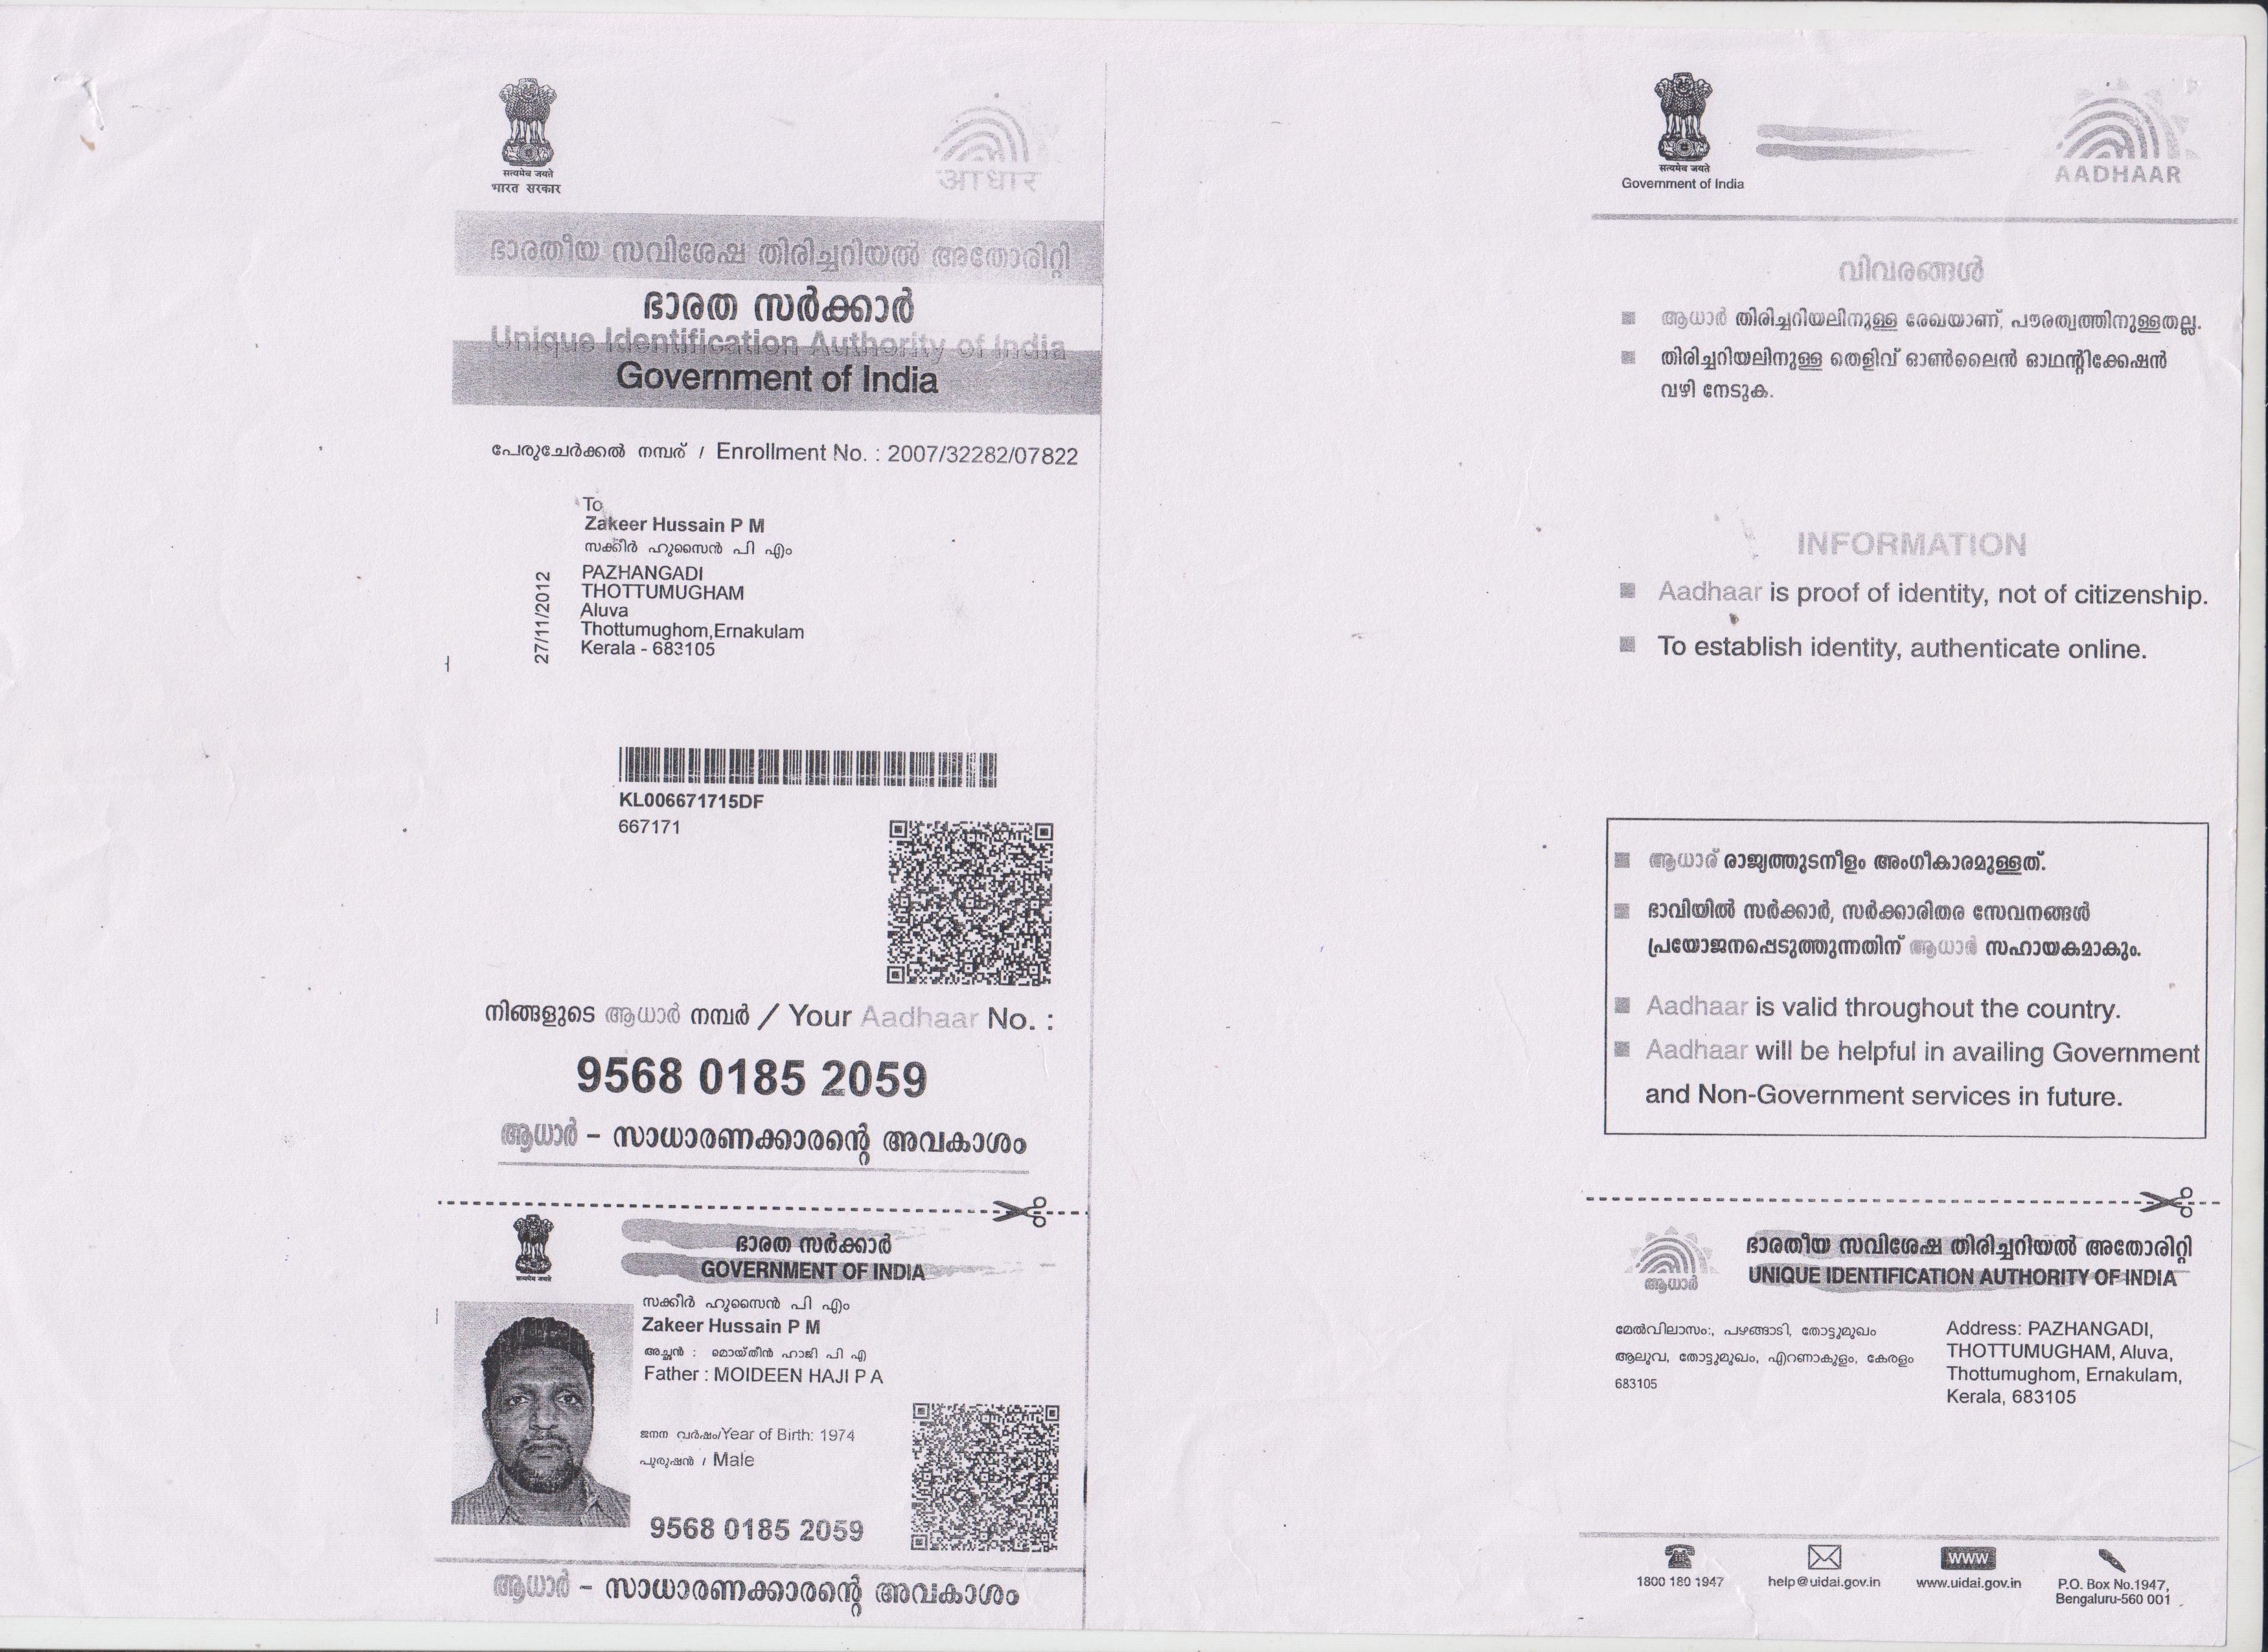 सत्यमेव जयते
भारत सरकार
आधार
ഭാരതീയ സവിശേഷ തിരിച്ചറിയൽ അതോരിറ്റി
ഭാരത സർക്കാർ
Unique Identification Authority of India
Government of India
പേരുചേർക്കൽ നമ്പര് / Enrollment No. : 2007/32282/07822
To
Zakeer Hussain P M
സക്കീർ ഹുസൈൻ പി എം
PAZHANGADI
THOTTUMUGHAM
Aluva
Thottumughom,Ernakulam
Kerala - 683105
27/11/2012
KL006671715DF
667171
നിങ്ങളുടെ ആധാർ നമ്പർ / Your Aadhaar No. :
9568 0185 2059
ആധാർ – സാധാരണക്കാരന്റെ അവകാശം
सत्यमेव जयते
ഭാരത സർക്കാർ
GOVERNMENT OF INDIA
സക്കീർ ഹുസൈൻ പി എം
Zakeer Hussain P M
അച്ഛൻ : മൊയ്തീൻ ഹാജി പി എ
Father : MOIDEEN HAJI P A
ജനന വർഷം/Year of Birth: 1974
പുരുഷൻ / Male
9568 0185 2059
ആധാർ – സാധാരണക്കാരന്റെ അവകാശം
सत्यमेव जयते
Government of India
AADHAAR
വിവരങ്ങൾ
ആധാർ തിരിച്ചറിയലിനുള്ള രേഖയാണ്, പൗരത്വത്തിനുള്ളതല്ല.
തിരിച്ചറിയലിനുള്ള തെളിവ് ഓൺലൈൻ ഓഥന്റിക്കേഷൻ
വഴി നേടുക.
INFORMATION
Aadhaar is proof of identity, not of citizenship.
To establish identity, authenticate online.
ആധാര് രാജ്യത്തുടനീളം അംഗീകാരമുള്ളത്.
ഭാവിയിൽ സർക്കാർ, സർക്കാരിതര സേവനങ്ങൾ
പ്രയോജനപ്പെടുത്തുന്നതിന് ആധാർ സഹായകമാകും.
Aadhaar is valid throughout the country.
Aadhaar will be helpful in availing Government
and Non-Government services in future.
ആധാർ
ഭാരതീയ സവിശേഷ തിരിച്ചറിയൽ അതോരിറ്റി
UNIQUE IDENTIFICATION AUTHORITY OF INDIA
മേൽവിലാസം:, പഴങ്ങാടി, തോട്ടുമുഖം
ആലുവ, തോട്ടുമുഖം, എറണാകുളം, കേരളം
683105
Address: PAZHANGADI,
THOTTUMUGHAM, Aluva,
Thottumughom, Ernakulam,
Kerala, 683105
1800 180 1947
help@uidai.gov.in
www
www.uidai.gov.in
P.O. Box No.1947,
Bengaluru-560 001